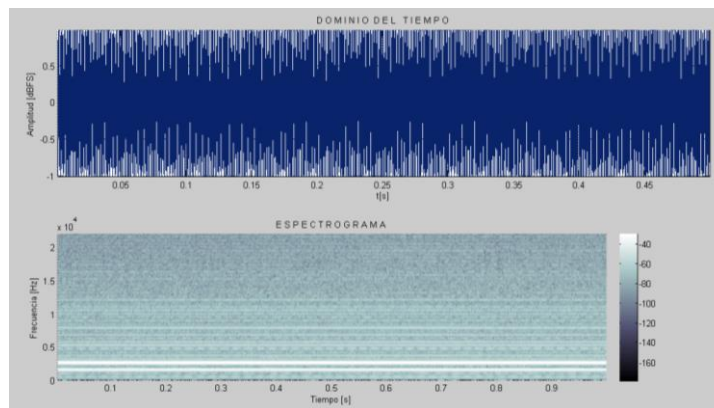 DOMINIO DEL TIEMPO
Amplitud [dBFS]
0.5
0
-0.5
-1
0.05 0.1 0.15 0.2 0.25 0.3 0.35 0.4 0.45
t[s]
ESPECTROGRAMA
x 10⁴
Frecuencia [Hz]
2
1.5
1
0.5
0
0.1 0.2 0.3 0.4 0.5 0.6 0.7 0.8 0.9
Tiempo [s]
-40
-60
-80
-100
-120
-140
-160